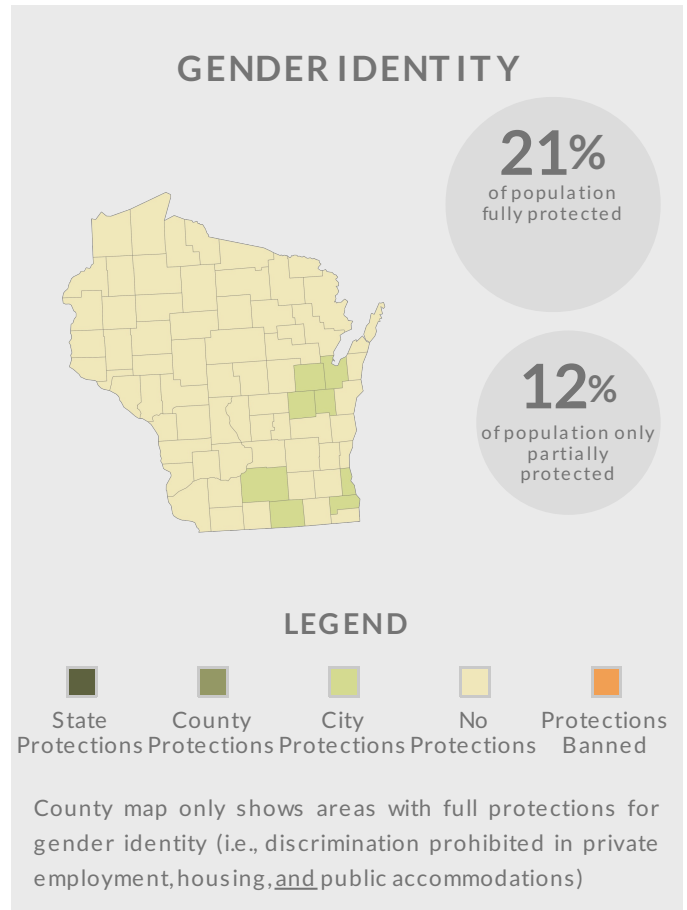 GENDER IDENTITY
21%
of population
fully protected
12%
of population only
partially
protected
LEGEND
State
Protections
County
Protections
City
Protections
No
Protections
Protections
Banned
County map only shows areas with full protections for
gender identity (i.e., discrimination prohibited in private
employment, housing, and public accommodations)